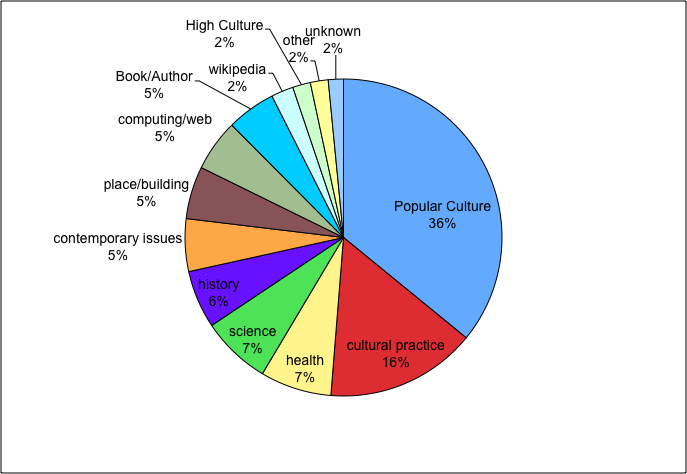 High Culture
2%
unknown
2%
other
2%
wikipedia
2%
Book/Author
5%
computing/web
5%
place/building
5%
Popular Culture
36%
contemporary issues
5%
history
6%
science
7%
cultural practice
16%
health
7%